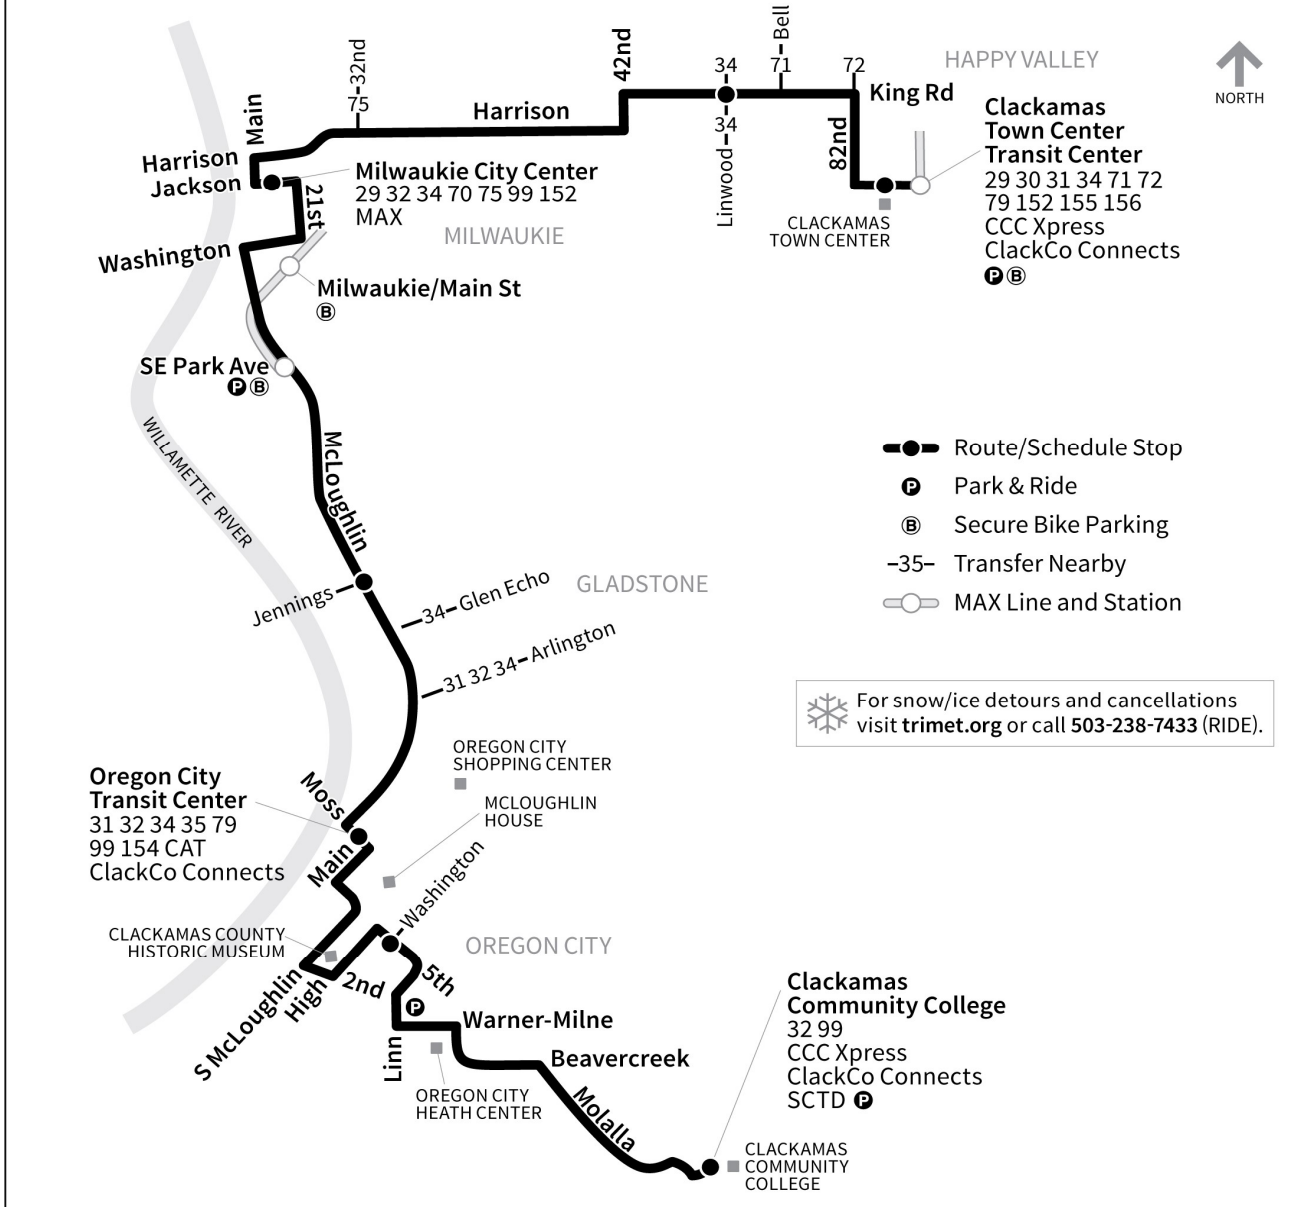 Bell
32nd
75
42nd
34
71
72
HAPPY VALLEY
NORTH
Main
Harrison
King Rd
34
Linwood
82nd
Clackamas
Town Center
Transit Center
29 30 31 34 71 72
79 152 155 156
CCC Xpress
ClackCo Connects
P B
CLACKAMAS
TOWN CENTER
Harrison
Jackson
Milwaukie City Center
29 32 34 70 75 99 152
MAX
21st
MILWAUKIE
Washington
Milwaukie/Main St
B
SE Park Ave
P B
WILLAMETTE RIVER
McLoughlin
Route/Schedule Stop
P Park & Ride
B Secure Bike Parking
–35– Transfer Nearby
MAX Line and Station
Jennings
34 Glen Echo
GLADSTONE
31 32 34 Arlington
For snow/ice detours and cancellations
visit trimet.org or call 503-238-7433 (RIDE).
OREGON CITY
SHOPPING CENTER
Oregon City
Transit Center
31 32 34 35 79
99 154 CAT
ClackCo Connects
Moss
MCLOUGHLIN
HOUSE
Main
Washington
CLACKAMAS COUNTY
HISTORIC MUSEUM
OREGON CITY
S McLoughlin
High
2nd
5th
P
Linn
Warner-Milne
Beavercreek
OREGON CITY
HEATH CENTER
Molalla
Clackamas
Community College
32 99
CCC Xpress
ClackCo Connects
SCTD P
CLACKAMAS
COMMUNITY
COLLEGE